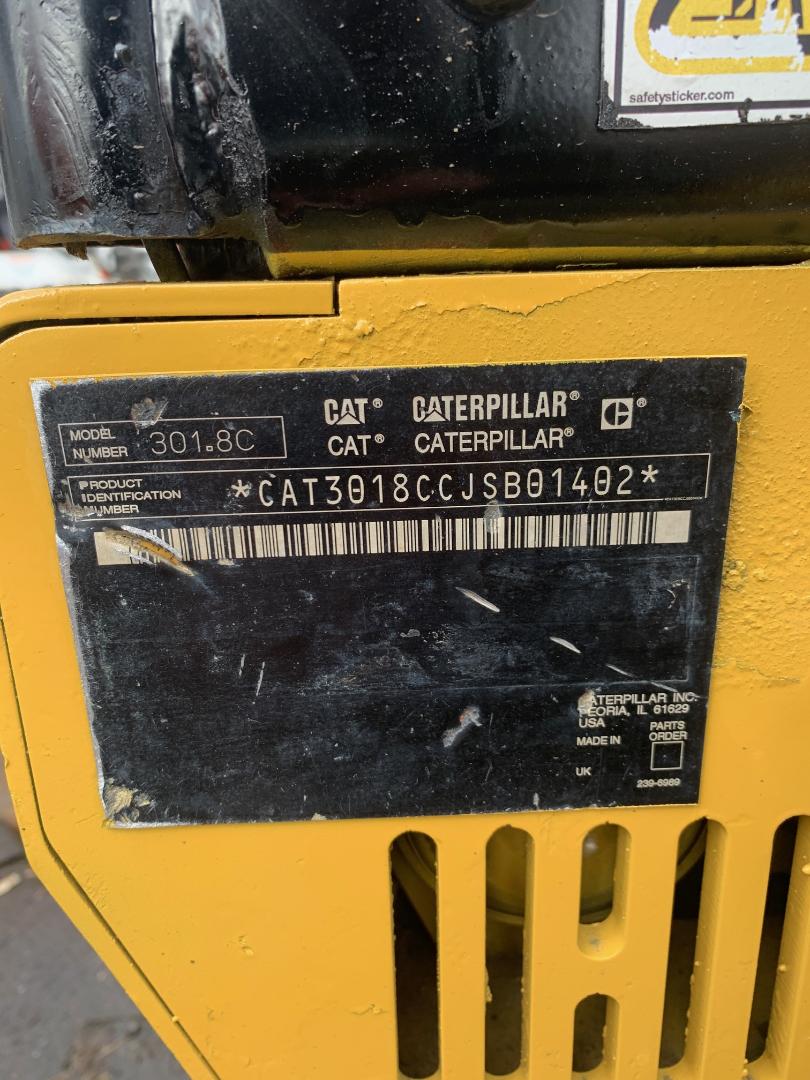 safetysticker.com
CAT® CATERPILLAR® ®
MODEL NUMBER 301.8C
CAT® CATERPILLAR®
PRODUCT IDENTIFICATION NUMBER *CAT3018CCJSB01402*
CATERPILLAR INC.
PEORIA, IL 61629
USA
PARTS ORDER
MADE IN
UK
239-6989